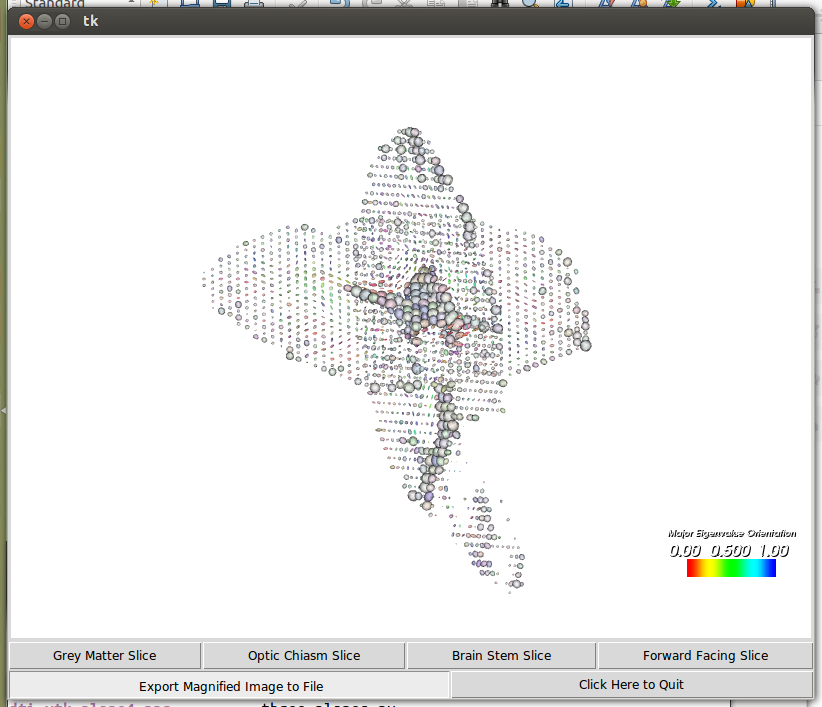 Standard
tk
Major Eigenvalue Orientation
0.00 0.500 1.00
Grey Matter Slice
Optic Chiasm Slice
Brain Stem Slice
Forward Facing Slice
Export Magnified Image to File
Click Here to Quit